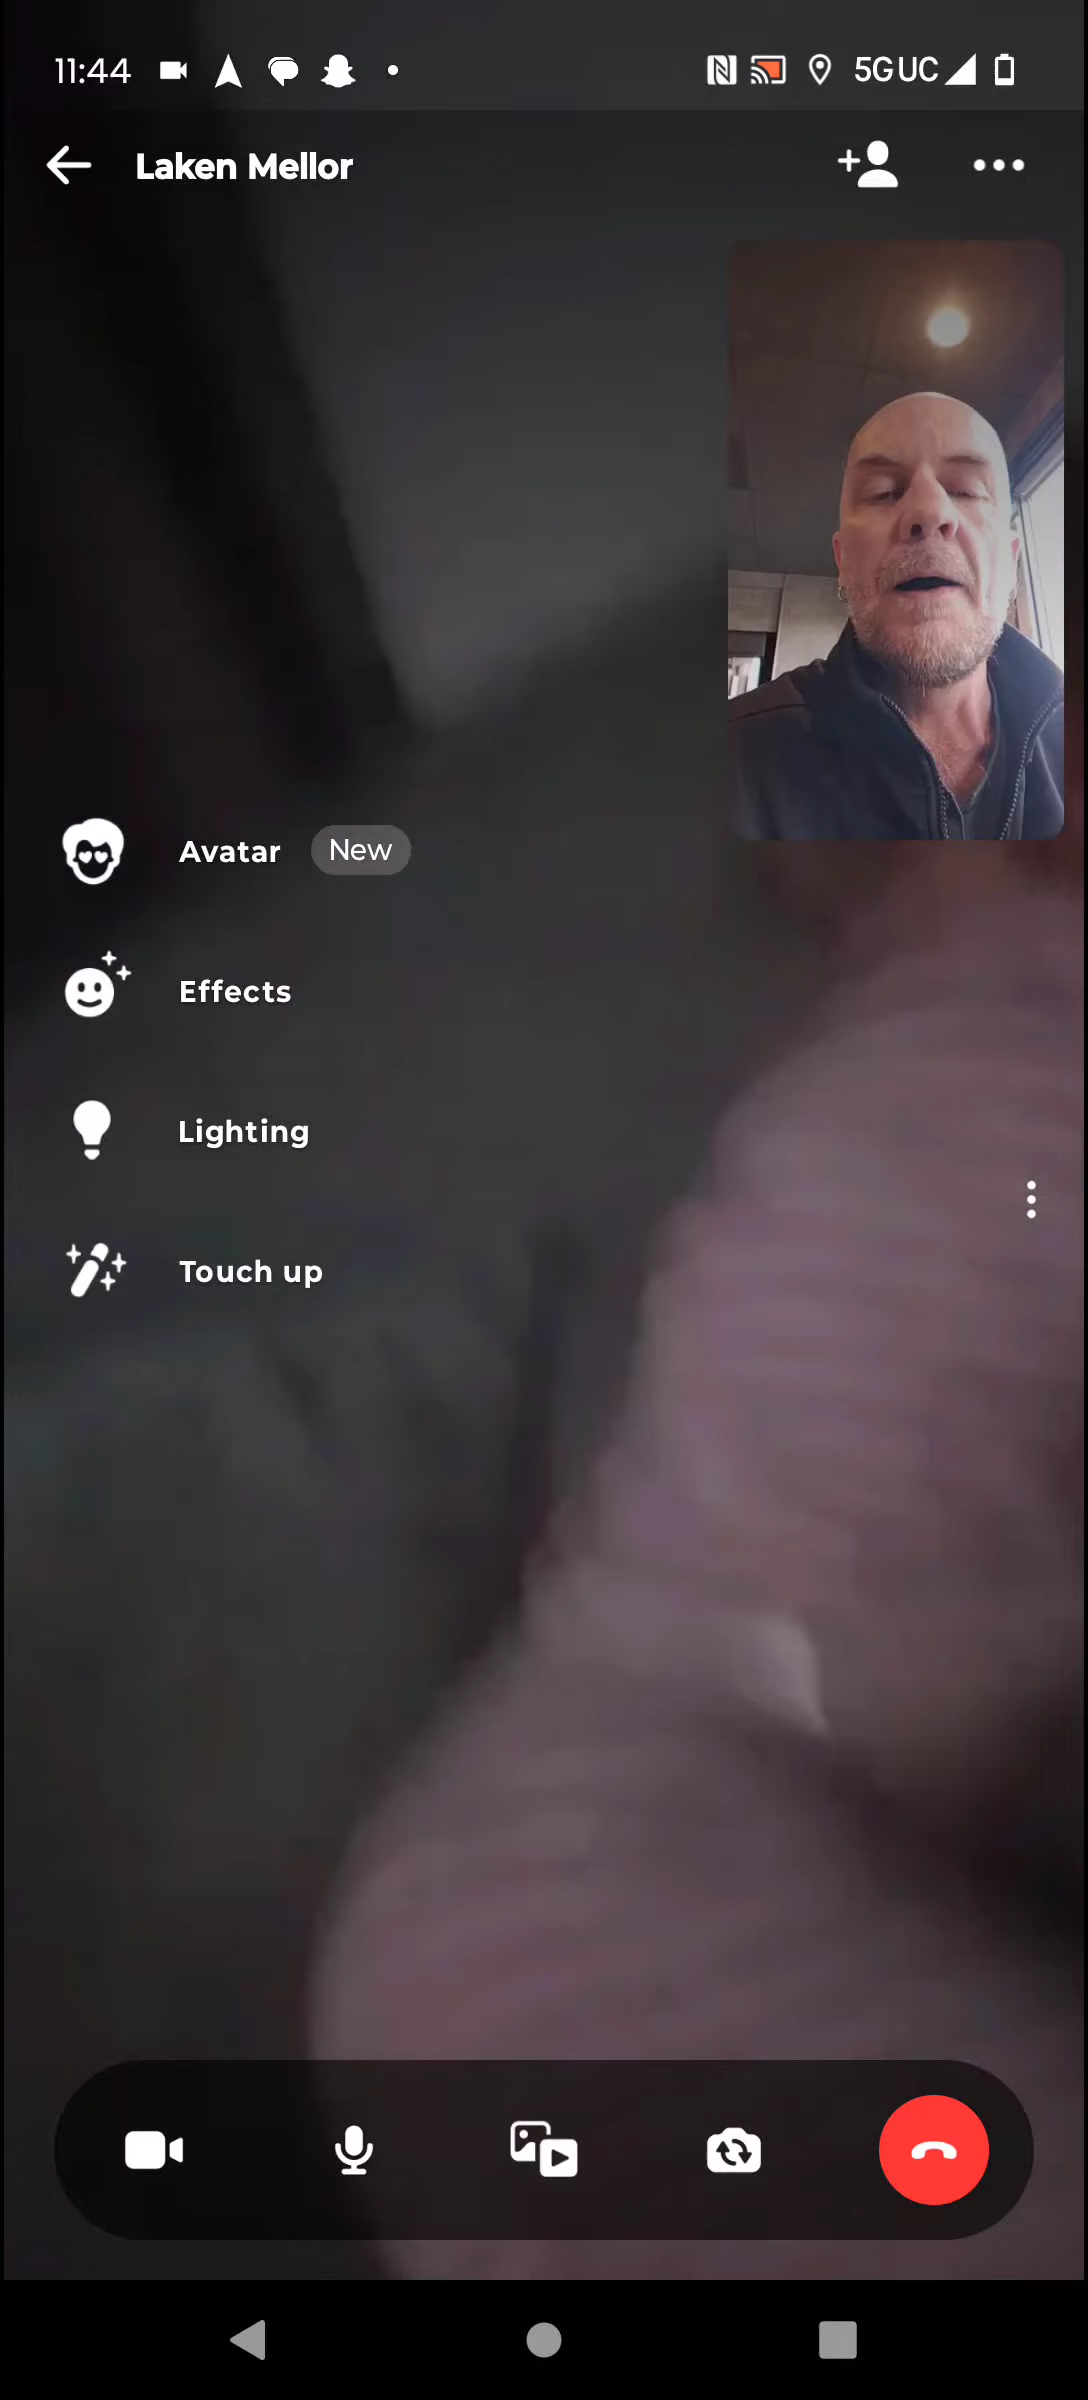 11:44
5G UC
Laken Mellor
Avatar New
Effects
Lighting
Touch up